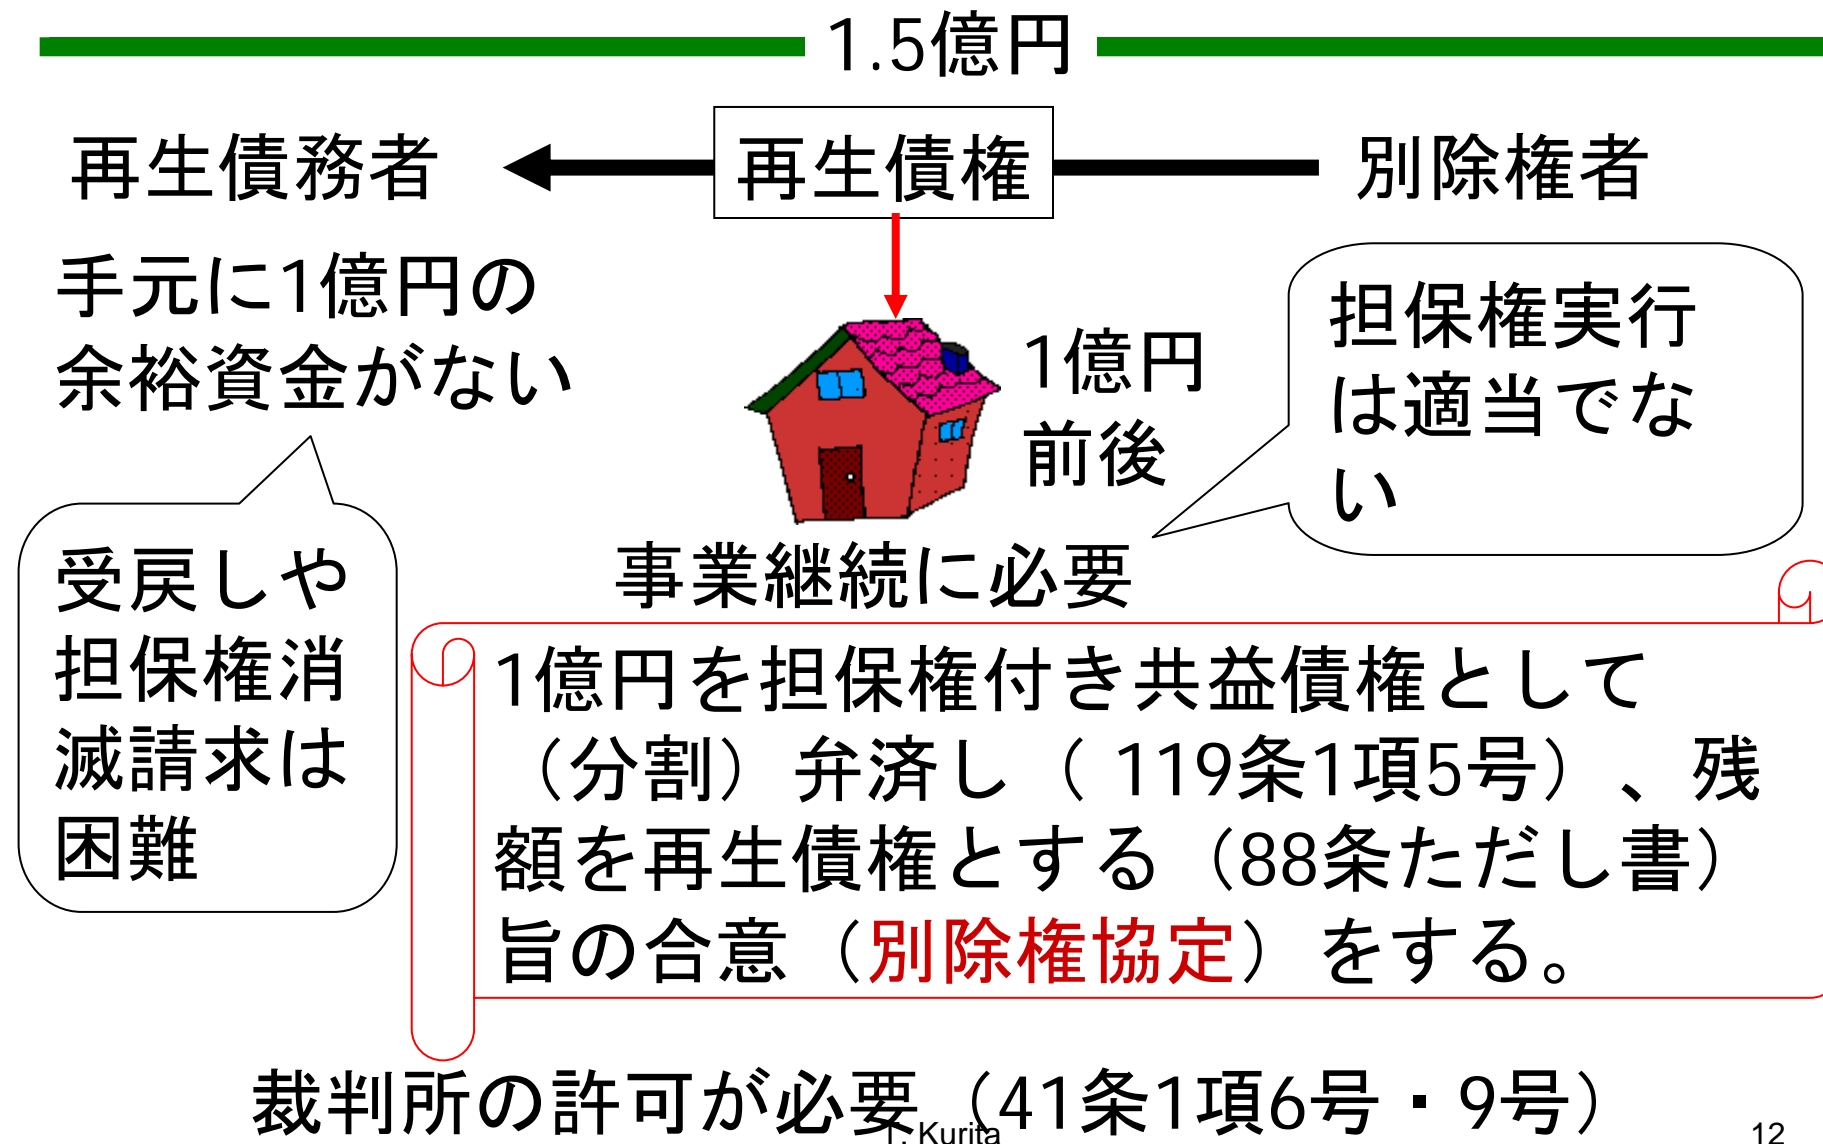 1.5億円
再生債務者
再生債権
別除権者
手元に1億円の
余裕資金がない
1億円
前後
担保権実行
は適当でな
い
事業継続に必要
受戻しや
担保権消
滅請求は
困難
1億円を担保権付き共益債権として
（分割）弁済し（119条1項5号）、残
額を再生債権とする（88条ただし書）
旨の合意（別除権協定）をする。
裁判所の許可が必要（41条1項6号・9号）
T. Kurita
12